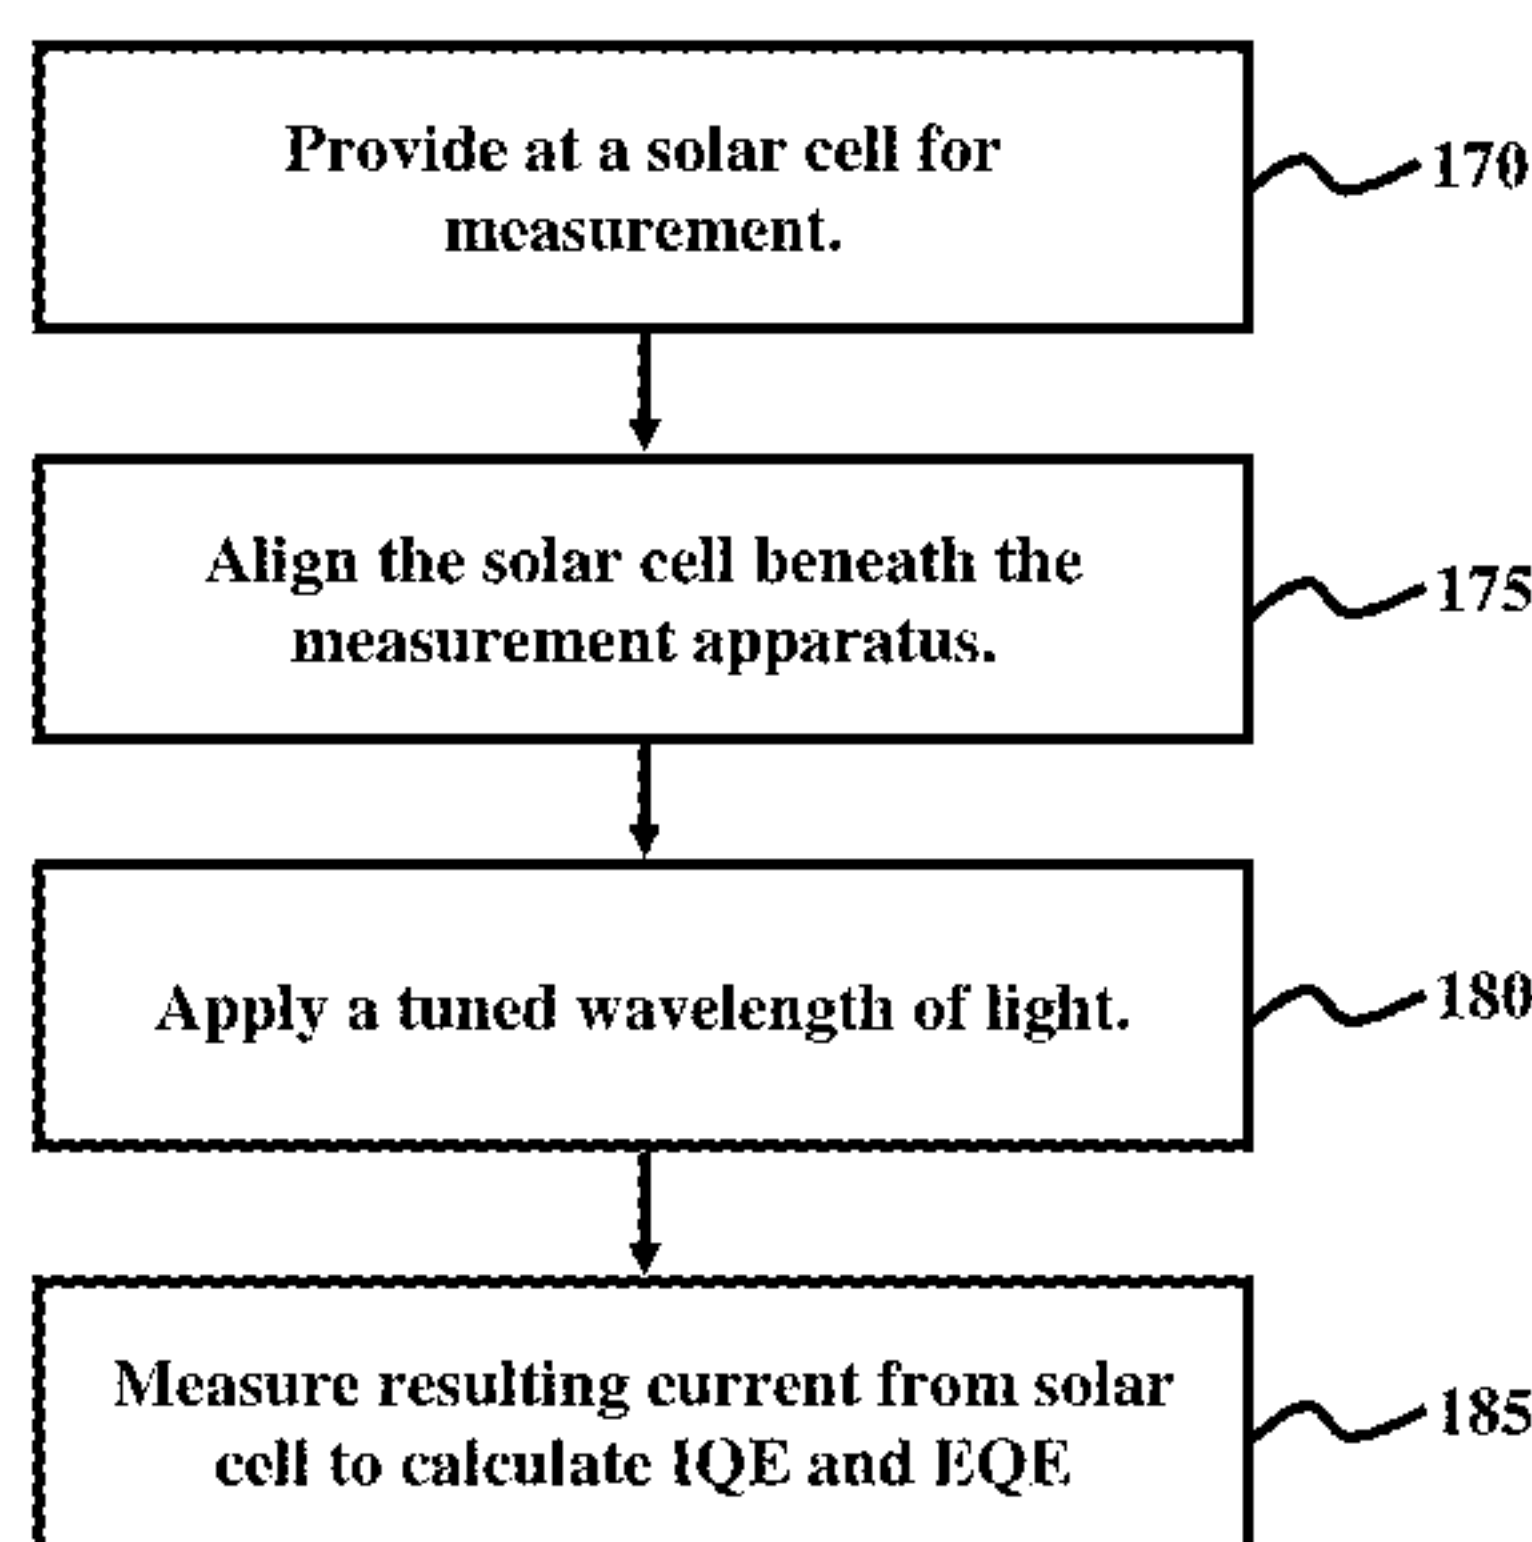 Provide at a solar cell for
measurement.
170
Align the solar cell beneath the
measurement apparatus.
175
Apply a tuned wavelength of light.
180
Measure resulting current from solar
cell to calculate IQE and EQE
185